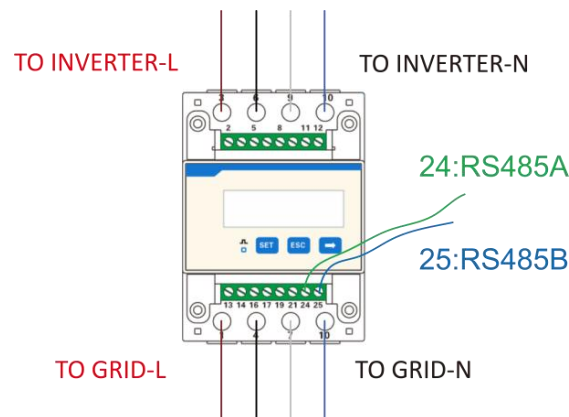 TO INVERTER-L
TO INVERTER-N
3 6 9 10
2 5 8 11 12
24:RS485A
SET ESC
25:RS485B
13 14 16 17 19 21 24 25
1 4 7 10
TO GRID-L
TO GRID-N